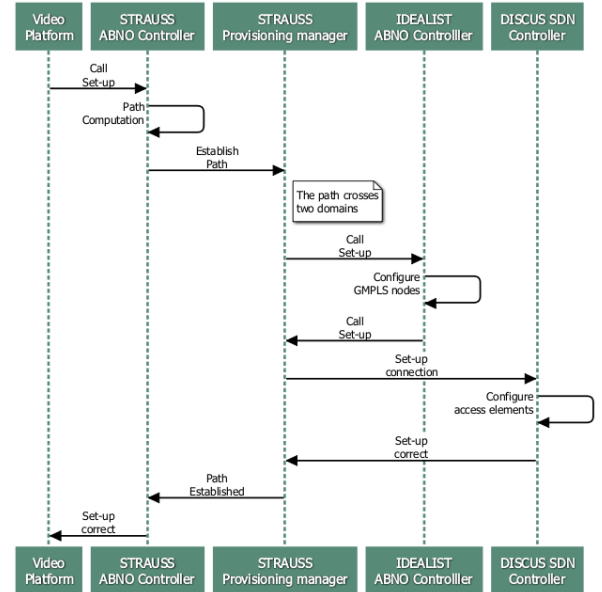 Video
Platform
STRAUSS
ABNO Controller
STRAUSS
Provisioning manager
IDEALIST
ABNO Controlller
DISCUS SDN
Controller
Call
Set-up
Path
Computation
Establish
Path
The path crosses
two domains
Call
Set-up
Configure
GMPLS nodes
Call
Set-up
Set-up
connection
Configure
access elements
Set-up
correct
Path
Established
Set-up
correct
Video
Platform
STRAUSS
ABNO Controller
STRAUSS
Provisioning manager
IDEALIST
ABNO Controlller
DISCUS SDN
Controller